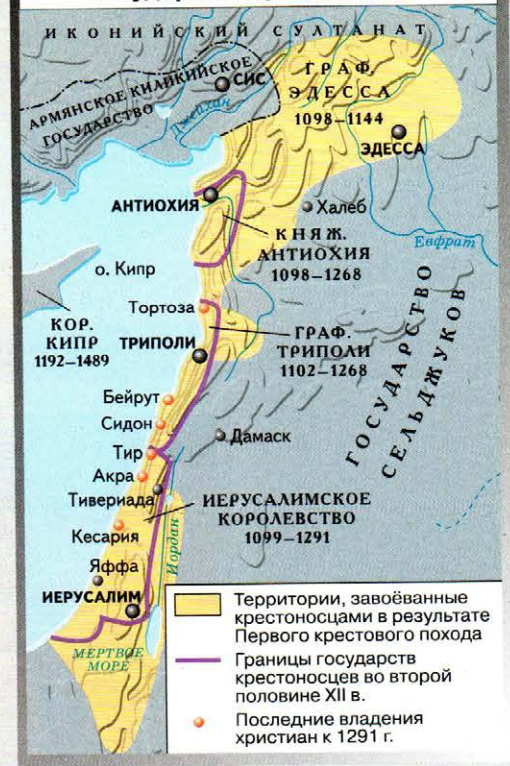 ИКОНИЙСКИЙ СУЛТАНАТ
АРМЯНСКОЕ КИЛИКИЙСКОЕ
ГОСУДАРСТВО
СИС
Джейхан
ГРАФ.
ЭДЕССА
1098–1144
ЭДЕССА
АНТИОХИЯ
Халеб
КНЯЖ.
АНТИОХИЯ
1098–1268
Евфрат
о. Кипр
КОР.
КИПР
1192–1489
Тортоза
ТРИПОЛИ
ГРАФ.
ТРИПОЛИ
1102–1268
ГОСУДАРСТВО
СЕЛЬДЖУКОВ
Бейрут
Сидон
Дамаск
Тир
Акра
Тивериада
ИЕРУСАЛИМСКОЕ
КОРОЛЕВСТВО
1099–1291
Кесария
Яффа
Иордан
ИЕРУСАЛИМ
МЕРТВОЕ
МОРЕ
Территории, завоёванные
крестоносцами в результате
Первого крестового похода
Границы государств
крестоносцев во второй
половине XII в.
Последние владения
христиан к 1291 г.